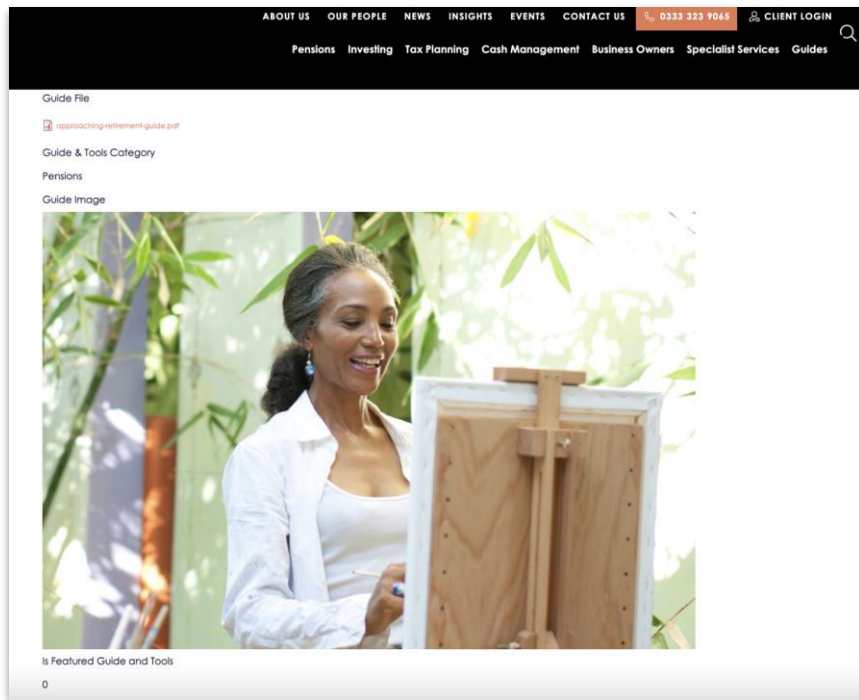 ABOUT US OUR PEOPLE NEWS INSIGHTS EVENTS CONTACT US 0333 323 9065 CLIENT LOGIN
Pensions Investing Tax Planning Cash Management Business Owners Specialist Services Guides
Guide File
approaching-retirement-guide.pdf
Guide & Tools Category
Pensions
Guide Image
Is Featured Guide and Tools
0